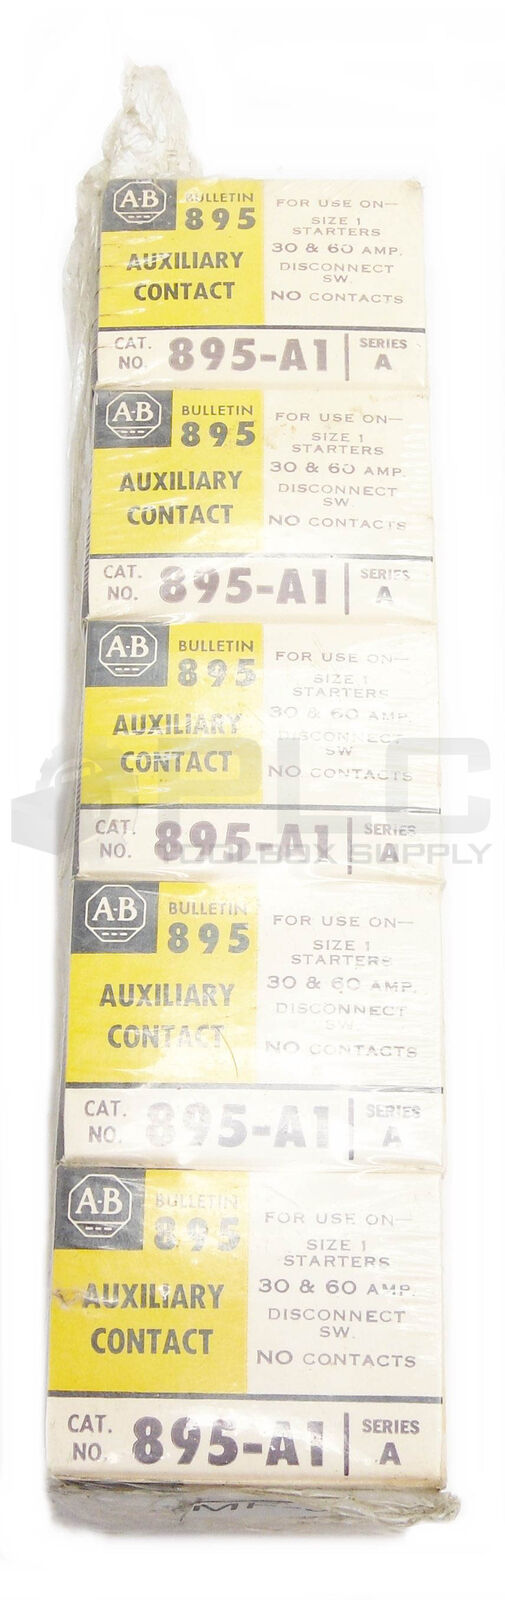 A-B
BULLETIN
895
AUXILIARY
CONTACT
FOR USE ON—
SIZE 1
STARTERS
30 & 60 AMP.
DISCONNECT
SW.
NO CONTACTS
CAT.
NO. 895-A1
SERIES
A
A-B
BULLETIN
895
AUXILIARY
CONTACT
FOR USE ON—
SIZE 1
STARTERS
30 & 60 AMP.
DISCONNECT
SW.
NO CONTACTS
CAT.
NO. 895-A1
SERIES
A
A-B
BULLETIN
895
AUXILIARY
CONTACT
FOR USE ON—
SIZE 1
STARTERS
30 & 60 AMP.
DISCONNECT
SW.
NO CONTACTS
CAT.
NO. 895-A1
SERIES
A
PLC
TOOLBOX SUPPLY
A-B
BULLETIN
895
AUXILIARY
CONTACT
FOR USE ON—
SIZE 1
STARTERS
30 & 60 AMP.
DISCONNECT
SW.
NO CONTACTS
CAT.
NO. 895-A1
SERIES
A
A-B
BULLETIN
895
AUXILIARY
CONTACT
FOR USE ON—
SIZE 1
STARTERS
30 & 60 AMP.
DISCONNECT
SW.
NO CONTACTS
CAT.
NO. 895-A1
SERIES
A